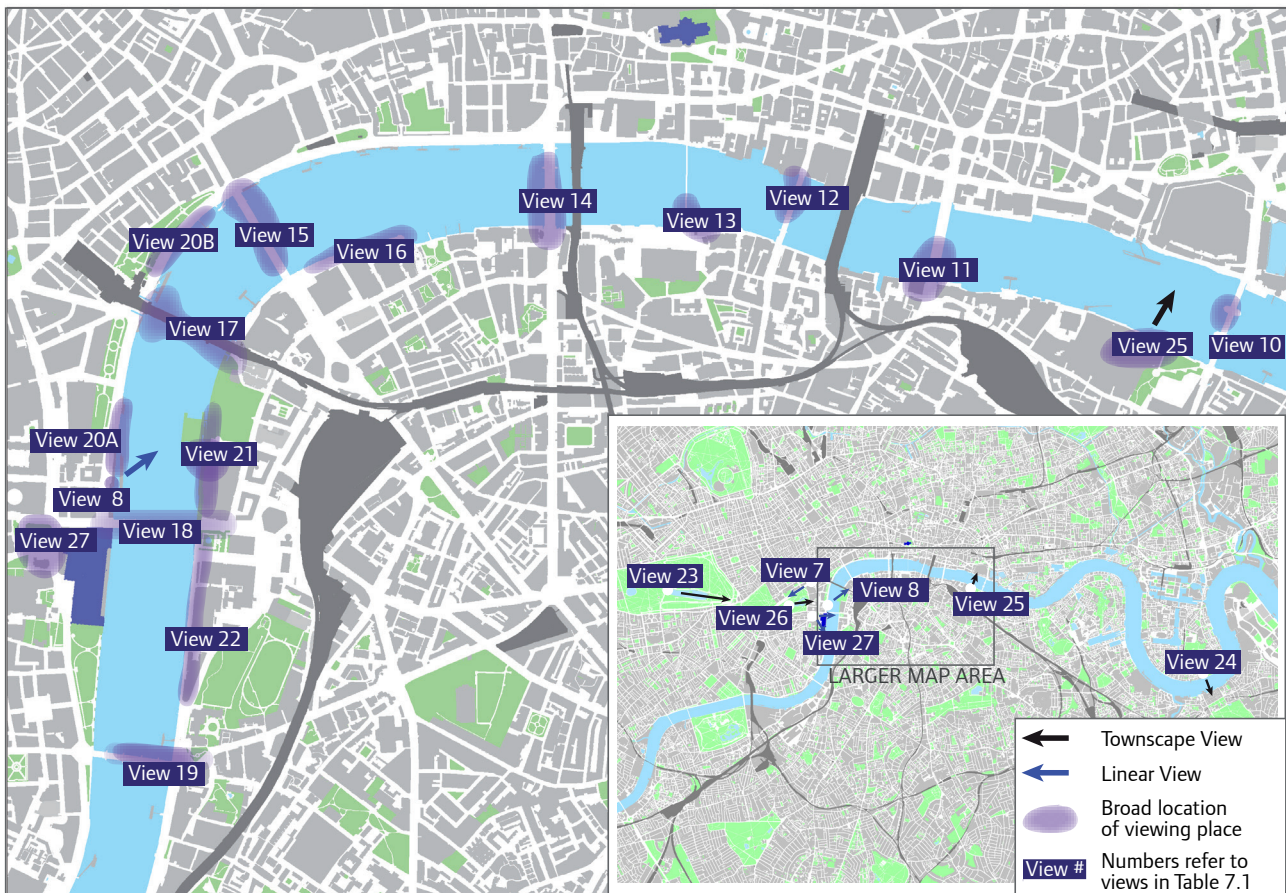 View 14
View 12
View 13
View 15
View 20B
View 16
View 11
View 17
View 25
View 10
View 20A
View 21
View  8
View 18
View 27
View 22
View 19
View 23
View 7
View 8
View 26
View 25
View 27
View 24
LARGER MAP AREA
Townscape View
Linear View
Broad location
of viewing place
View #
Numbers refer to
views in Table 7.1